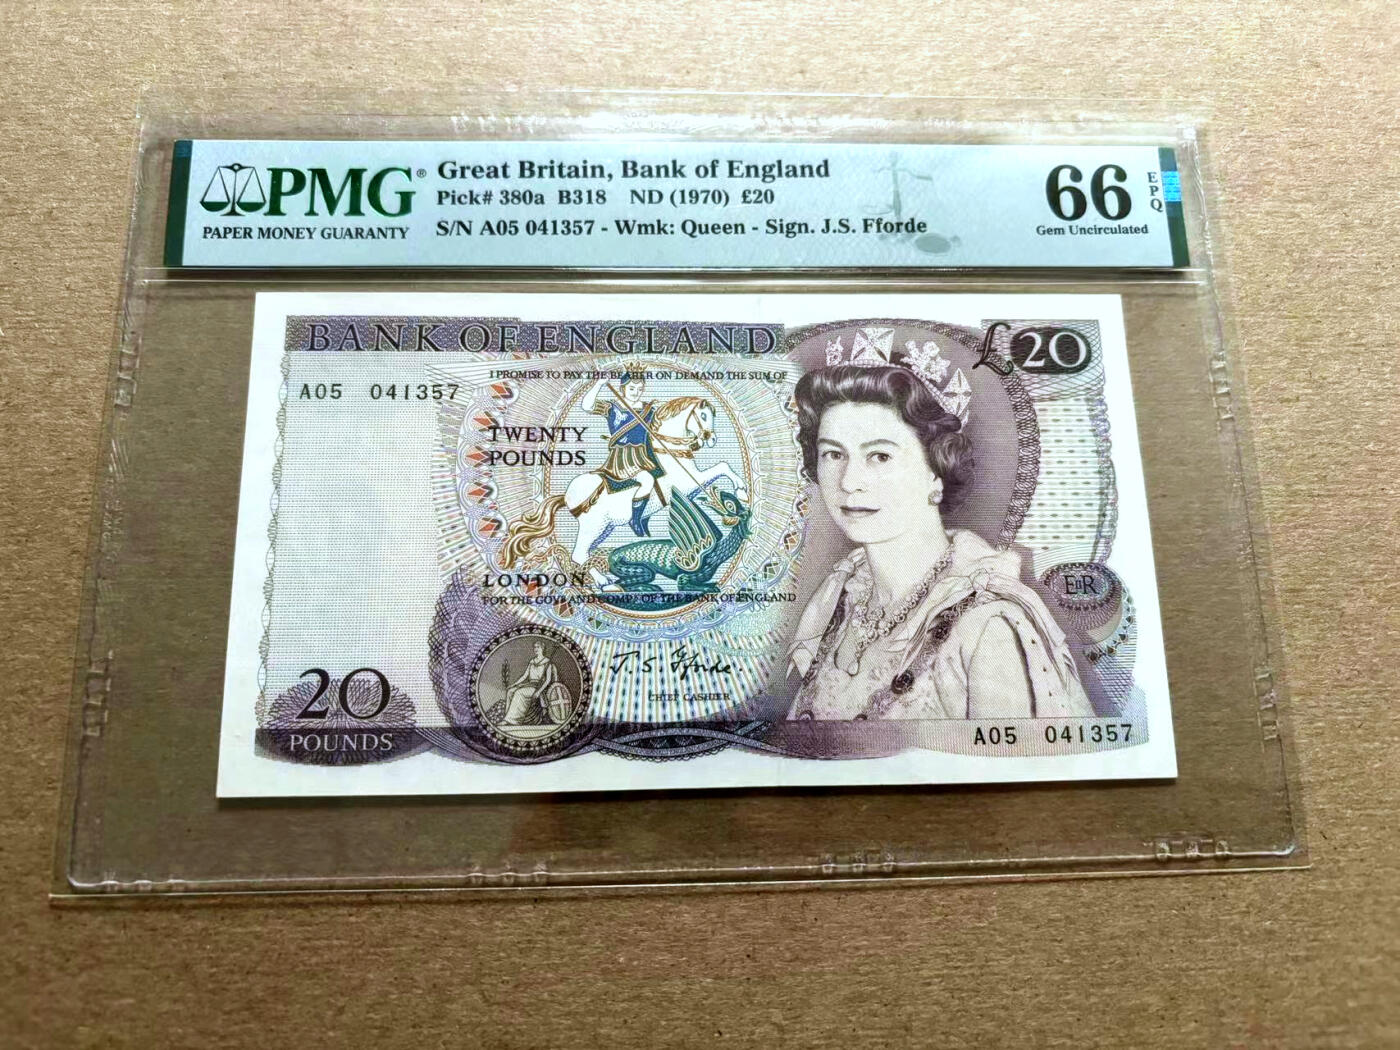 PMG®
PAPER MONEY GUARANTY
Great Britain, Bank of England
Pick# 380a B318 ND (1970) £20
S/N A05 041357 - Wmk: Queen - Sign. J.S. Fforde
66
EPQ
Gem Uncirculated
BANK OF ENGLAND
£20
I PROMISE TO PAY THE BEARER ON DEMAND THE SUM OF
A05 041357
TWENTY
POUNDS
LONDON
FOR THE GOVR AND COMPA OF THE BANK OF ENGLAND
EIIR
J. S. Fforde
CHIEF CASHIER
20
POUNDS
A05 041357